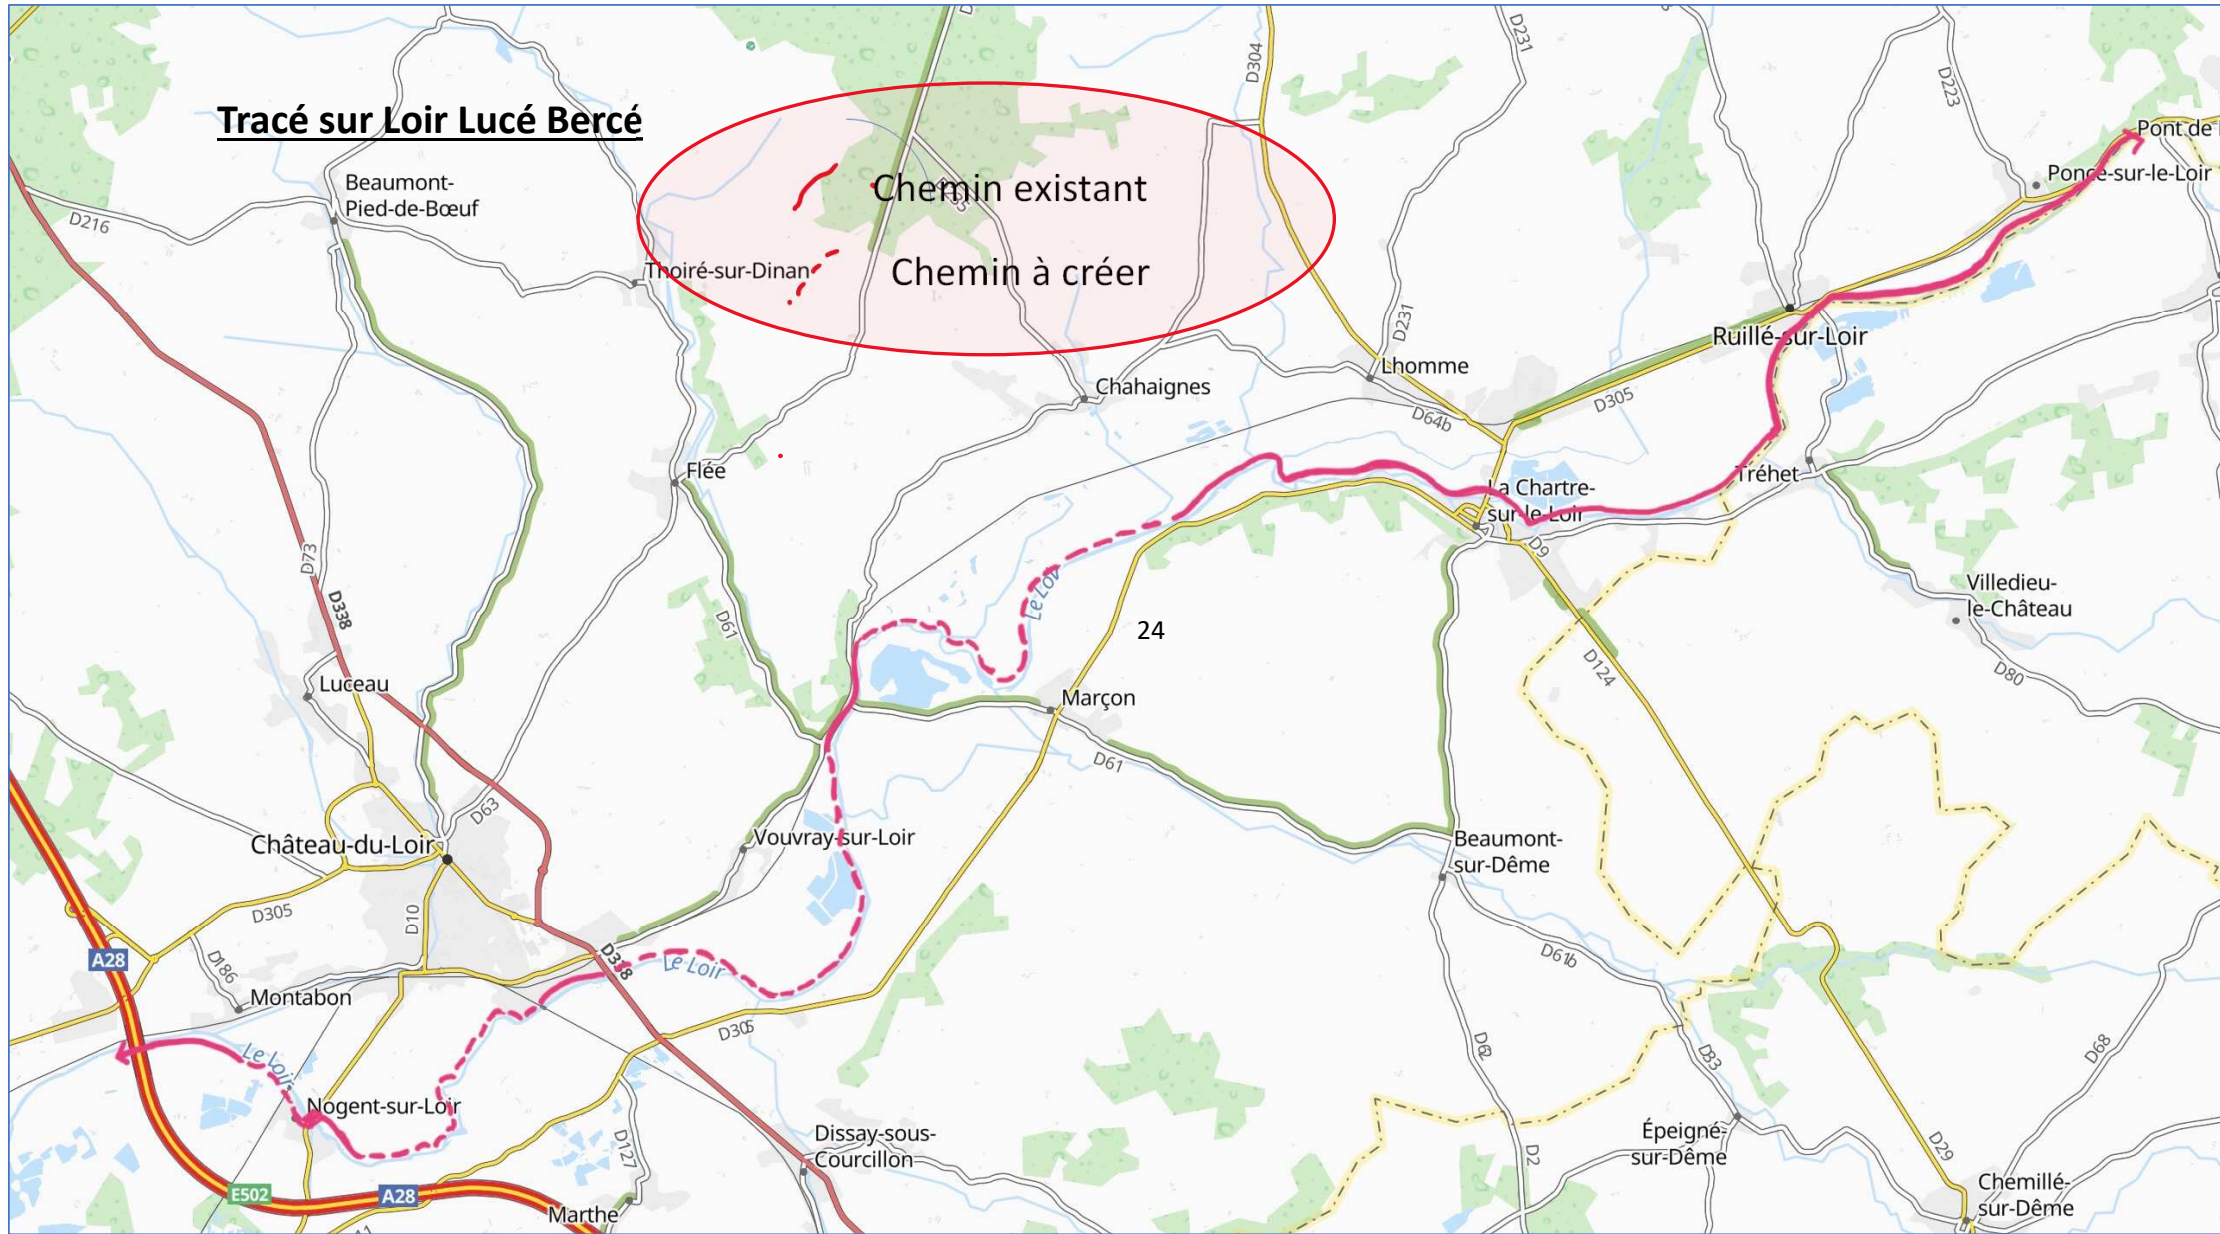 Tracé sur Loir Lucé Bercé
Chemin existant
Chemin à créer
D304
D231
D223
Pont de
Poncé-sur-le-Loir
Beaumont-
Pied-de-Bœuf
D216
Thoiré-sur-Dinan
D231
Ruillé-sur-Loir
Lhomme
Chahaignes
D64b
D305
Flée
La Chartre-
sur-le-Loir
Tréhet
D9
D73
D338
D61
Le Loir
24
Villedieu-
le-Château
D124
D80
Luceau
Marçon
D61
D63
Château-du-Loir
Vouvray-sur-Loir
Beaumont-
sur-Dême
D305
D10
A28
D186
D318
Le Loir
D61b
Montabon
D305
D62
D33
D68
Le Loir
Nogent-sur-Loir
Dissay-sous-
Courcillon
D127
Épeigné-
sur-Dême
D2
D29
E502
A28
Marthe
Chemillé-
sur-Dême